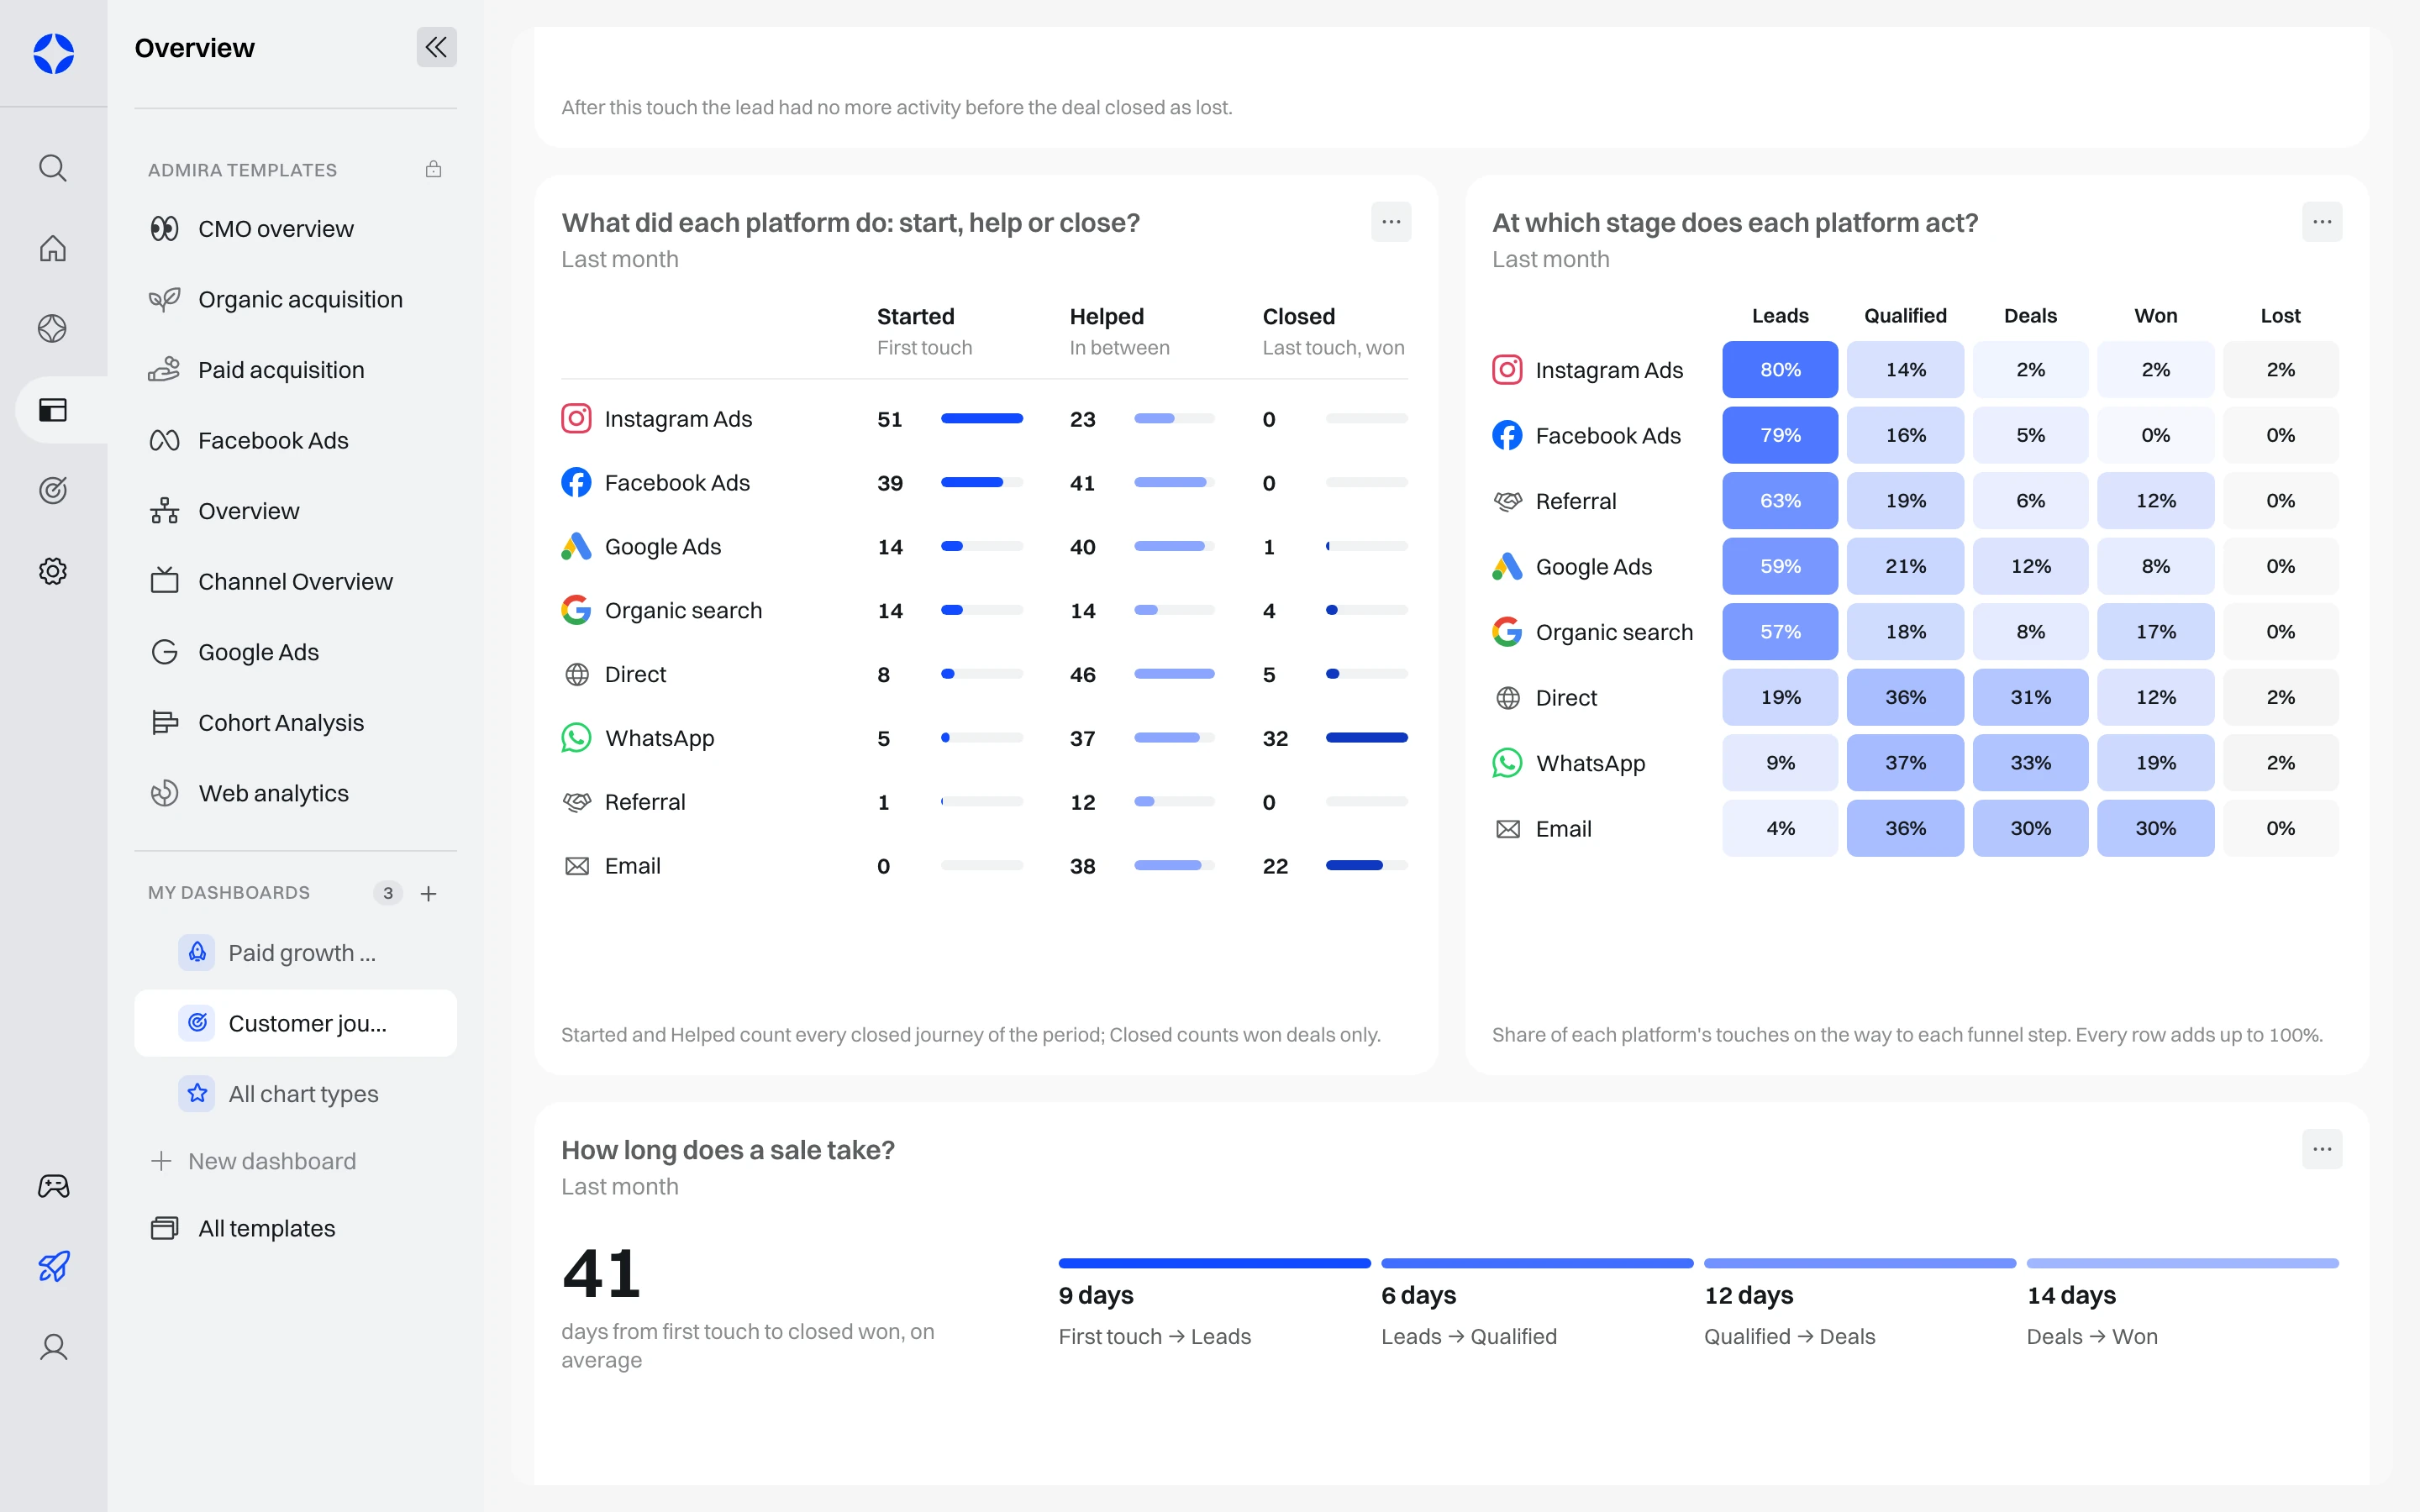 Overview
ADMIRA TEMPLATES
CMO overview
Organic acquisition
Paid acquisition
Facebook Ads
Overview
Channel Overview
Google Ads
Cohort Analysis
Web analytics
MY DASHBOARDS 3
Paid growth ...
Customer jou...
All chart types
New dashboard
All templates
After this touch the lead had no more activity before the deal closed as lost.
What did each platform do: start, help or close?
Last month
Started Helped Closed
First touch In between Last touch, won
Instagram Ads 51 23 0
Facebook Ads 39 41 0
Google Ads 14 40 1
Organic search 14 14 4
Direct 8 46 5
WhatsApp 5 37 32
Referral 1 12 0
Email 0 38 22
Started and Helped count every closed journey of the period; Closed counts won deals only.
At which stage does each platform act?
Last month
Leads Qualified Deals Won Lost
Instagram Ads 80% 14% 2% 2% 2%
Facebook Ads 79% 16% 5% 0% 0%
Referral 63% 19% 6% 12% 0%
Google Ads 59% 21% 12% 8% 0%
Organic search 57% 18% 8% 17% 0%
Direct 19% 36% 31% 12% 2%
WhatsApp 9% 37% 33% 19% 2%
Email 4% 36% 30% 30% 0%
Share of each platform's touches on the way to each funnel step. Every row adds up to 100%.
How long does a sale take?
Last month
41
days from first touch to closed won, on
average
9 days 6 days 12 days 14 days
First touch → Leads Leads → Qualified Qualified → Deals Deals → Won